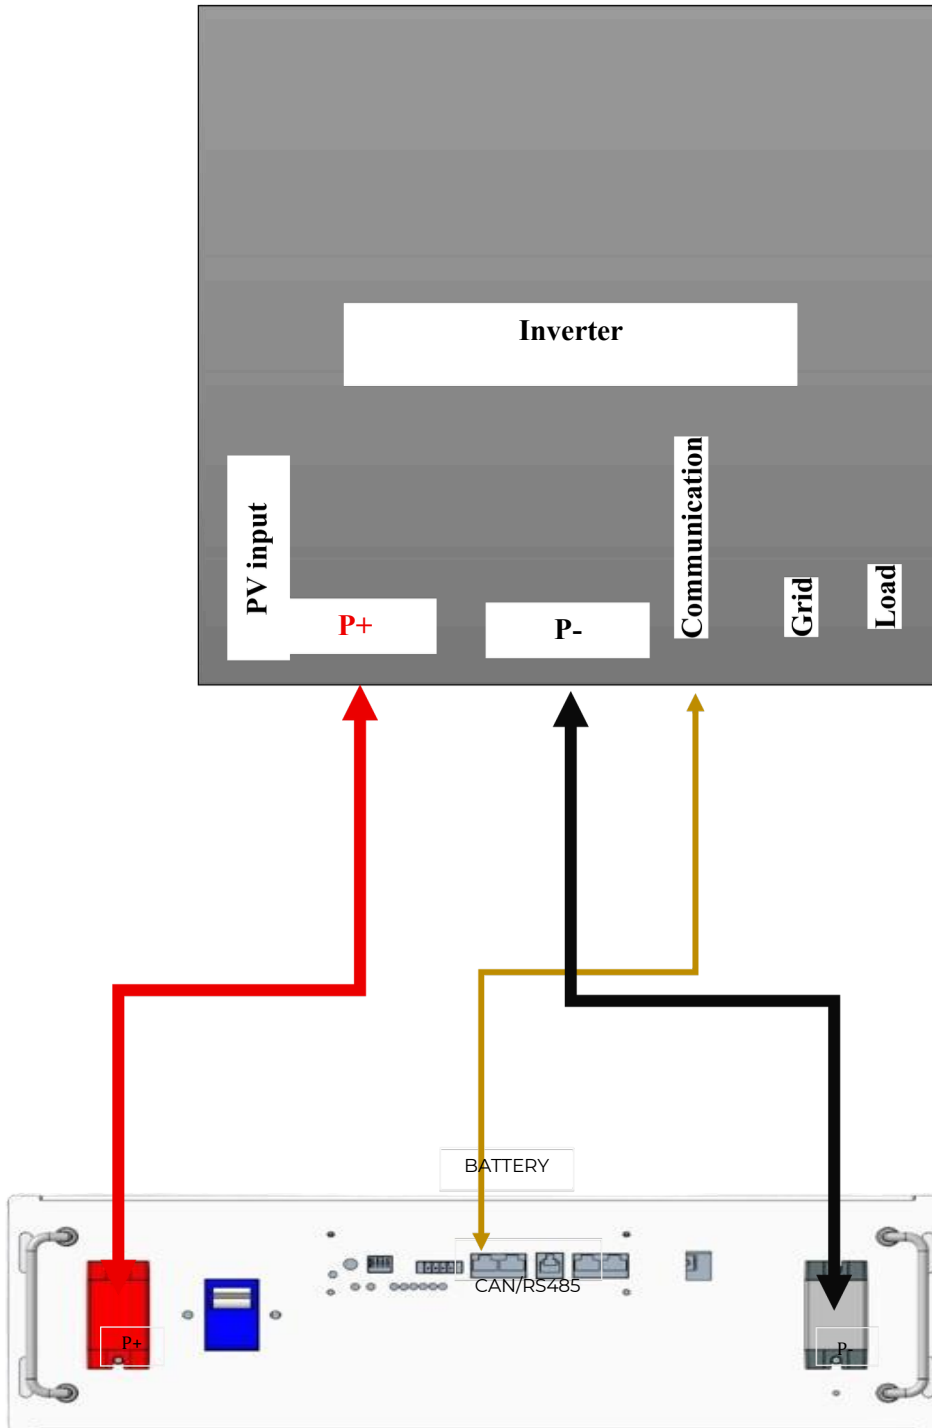 Inverter
PV input
P+
P-
Communication
Grid
Load
BATTERY
CAN/RS485
P+
P-